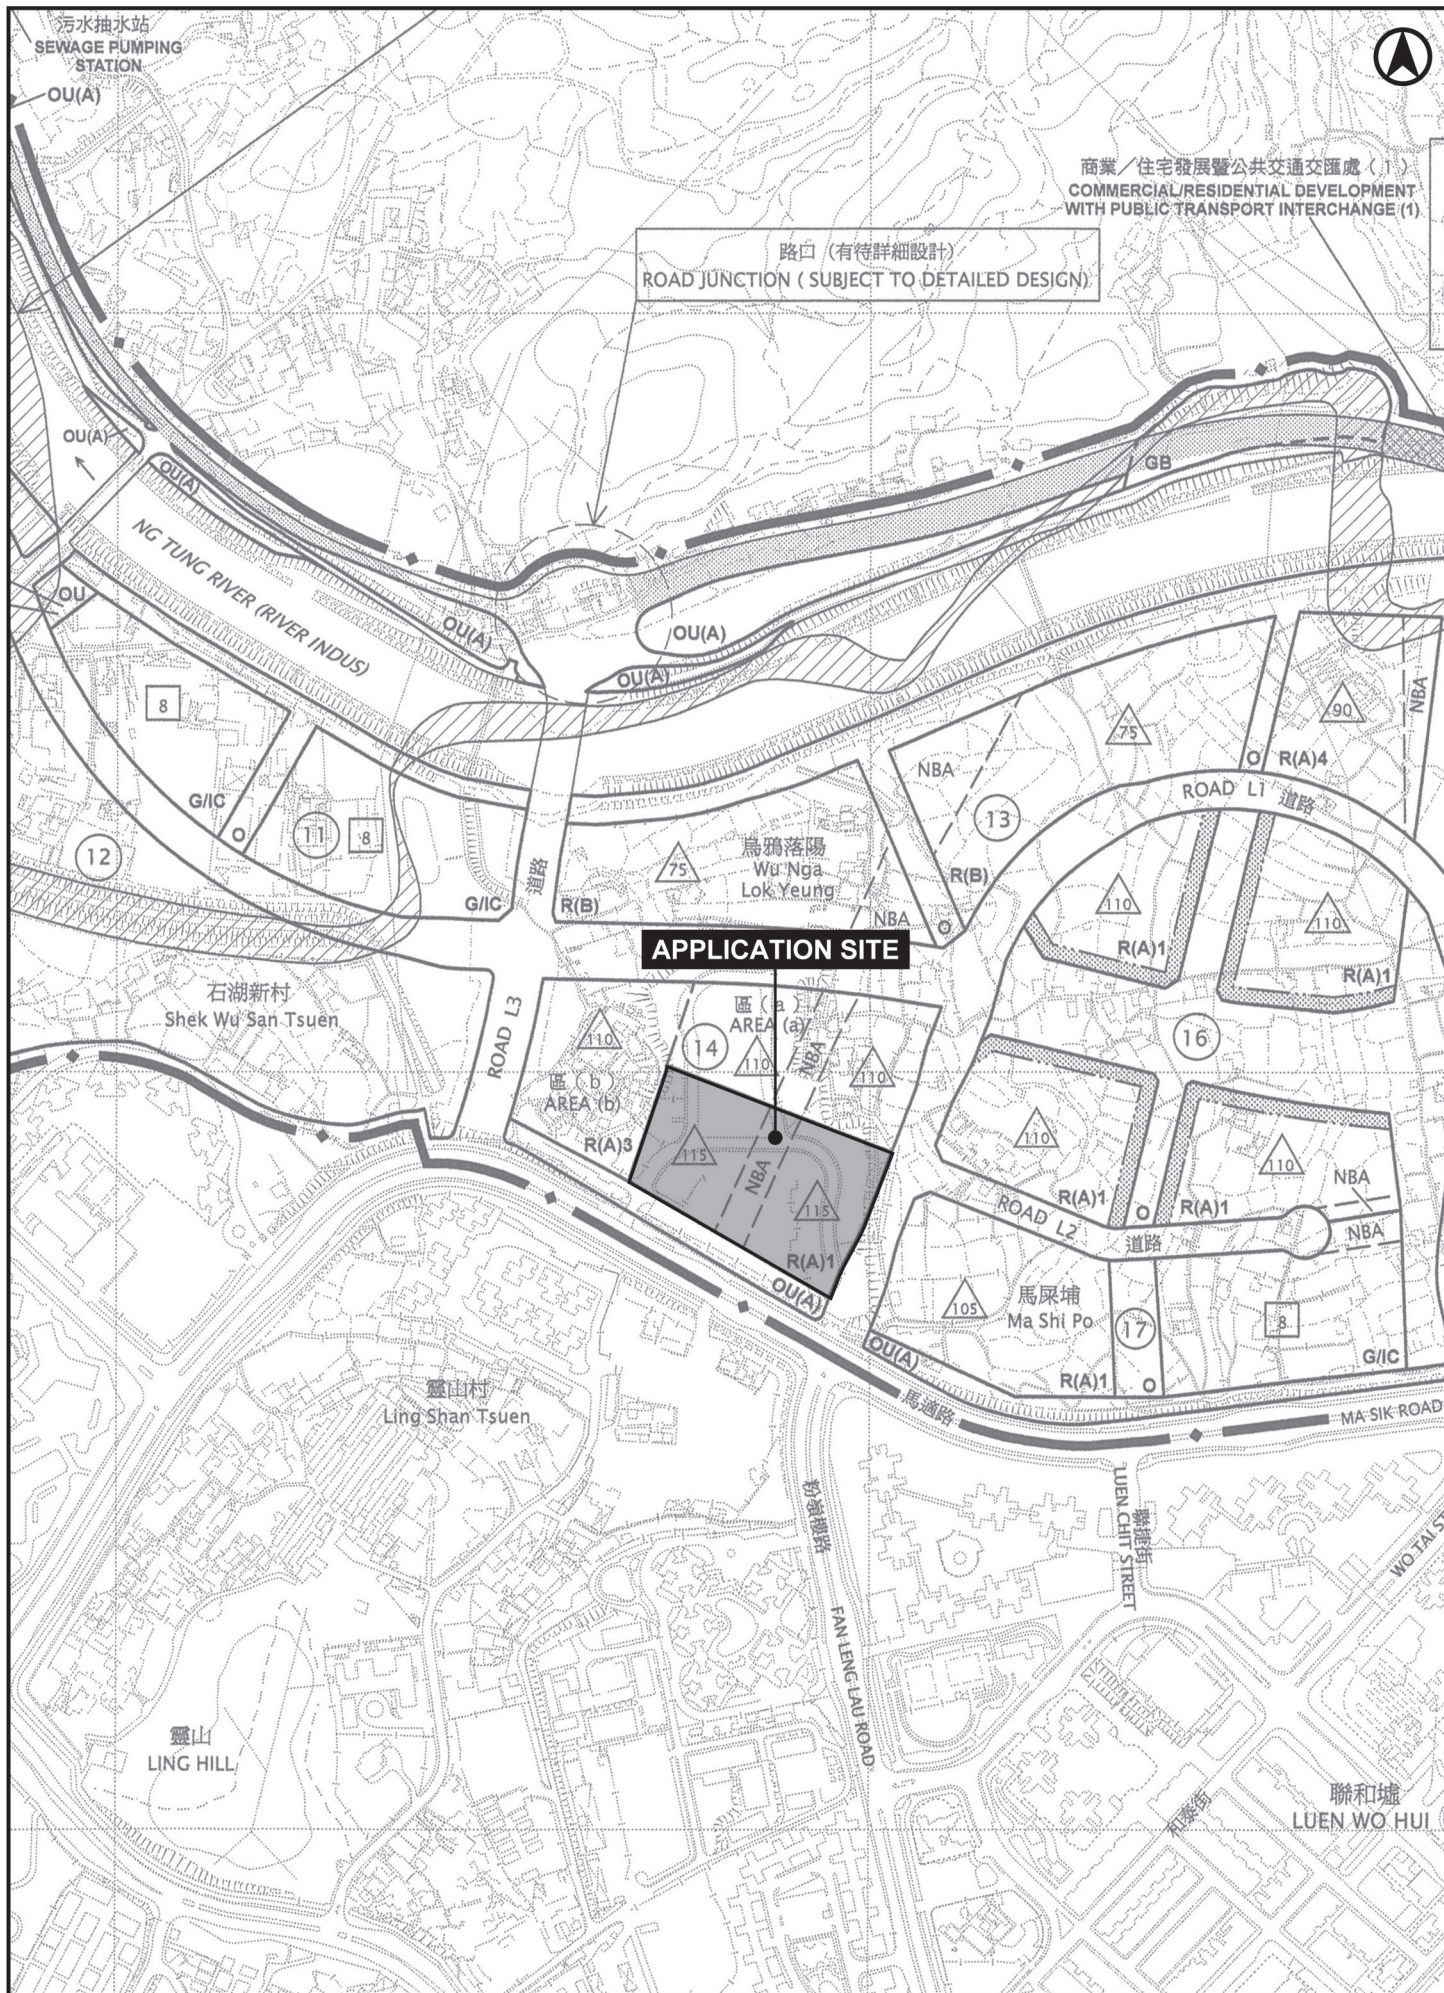 污水抽水站
SEWAGE PUMPING
STATION
OU(A)
商業／住宅發展暨公共交通交匯處（1）
COMMERCIAL/RESIDENTIAL DEVELOPMENT
WITH PUBLIC TRANSPORT INTERCHANGE (1)
路口（有待詳細設計）
ROAD JUNCTION ( SUBJECT TO DETAILED DESIGN)
OU(A)
OU(A)
GB
NG TUNG RIVER (RIVER INDUS)
OU
OU(A)
OU(A)
OU(A)
8
75
90
NBA
NBA
O
R(A)4
ROAD L1 道路
G/IC
O
11
8
13
12
道路
75
烏鴉落陽
Wu Nga
Lok Yeung
R(B)
110
110
G/IC
R(B)
NBA
O
R(A)1
APPLICATION SITE
R(A)1
石湖新村
Shek Wu San Tsuen
ROAD L3
區（a）
AREA (a)
110
14
110
NBA
110
16
區（b）
AREA (b)
R(A)3
115
NBA
110
110
NBA
115
R(A)1
O
R(A)1
ROAD L2
道路
NBA
R(A)1
OU(A)
105
馬屎埔
Ma Shi Po
17
8
OU(A)
G/IC
R(A)1
O
靈山村
Ling Shan Tsuen
馬適路
MA SIK ROAD
粉嶺樓路
FAN LENG LAU ROAD
聯捷街
LUEN CHIT STREET
WO TAI S
靈山
LING HILL
和泰街
聯和墟
LUEN WO HUI